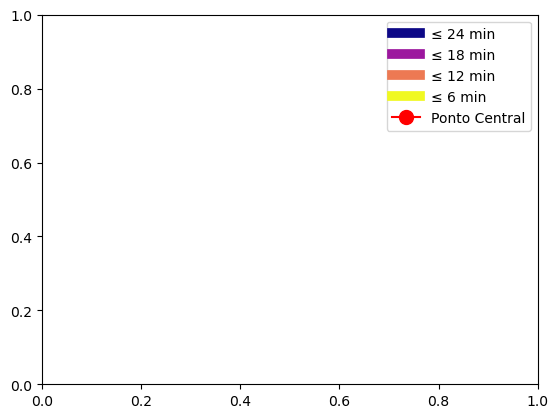 1.0
0.8
0.6
0.4
0.2
0.0
0.0 0.2 0.4 0.6 0.8 1.0
≤ 24 min
≤ 18 min
≤ 12 min
≤ 6 min
Ponto Central